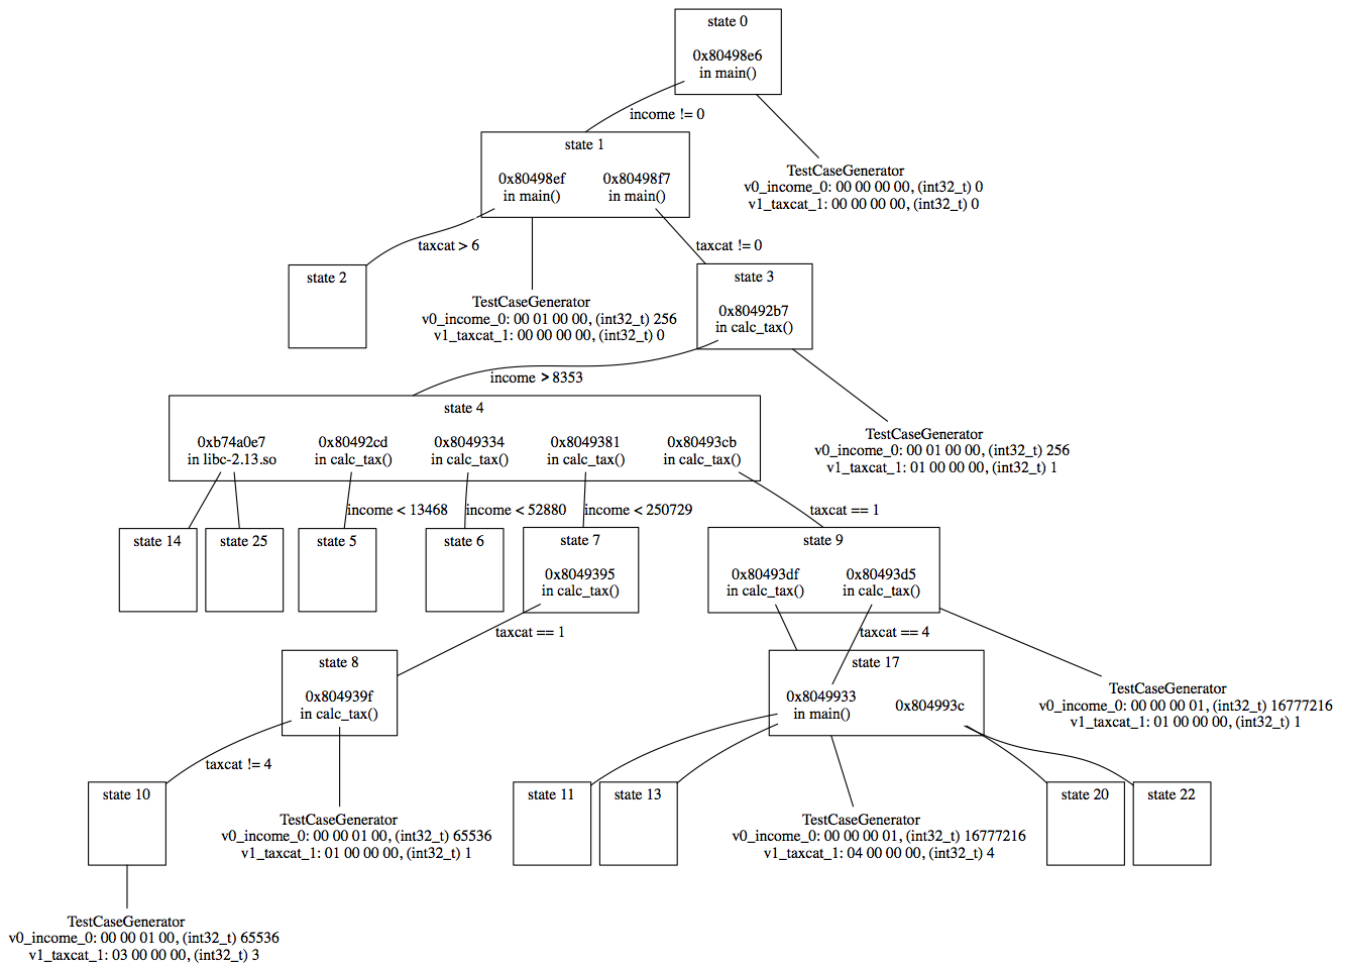 state 0
0x80498e6
in main()
income != 0
state 1
0x80498ef
in main()
0x80498f7
in main()
TestCaseGenerator
v0_income_0: 00 00 00 00, (int32_t) 0
v1_taxcat_1: 00 00 00 00, (int32_t) 0
taxcat > 6
taxcat != 0
state 2
TestCaseGenerator
v0_income_0: 00 01 00 00, (int32_t) 256
v1_taxcat_1: 00 00 00 00, (int32_t) 0
state 3
0x80492b7
in calc_tax()
income > 8353
state 4
0xb74a0e7
in libc-2.13.so
0x80492cd
in calc_tax()
0x8049334
in calc_tax()
0x8049381
in calc_tax()
0x80493cb
in calc_tax()
TestCaseGenerator
v0_income_0: 00 01 00 00, (int32_t) 256
v1_taxcat_1: 01 00 00 00, (int32_t) 1
income < 13468
income < 52880
income < 250729
taxcat == 1
state 14
state 25
state 5
state 6
state 7
0x8049395
in calc_tax()
state 9
0x80493df
in calc_tax()
0x80493d5
in calc_tax()
taxcat == 1
taxcat == 4
state 8
0x804939f
in calc_tax()
state 17
0x8049933
in main()
0x804993c
TestCaseGenerator
v0_income_0: 00 00 00 01, (int32_t) 16777216
v1_taxcat_1: 01 00 00 00, (int32_t) 1
taxcat != 4
state 10
TestCaseGenerator
v0_income_0: 00 00 01 00, (int32_t) 65536
v1_taxcat_1: 01 00 00 00, (int32_t) 1
state 11
state 13
TestCaseGenerator
v0_income_0: 00 00 00 01, (int32_t) 16777216
v1_taxcat_1: 04 00 00 00, (int32_t) 4
state 20
state 22
TestCaseGenerator
v0_income_0: 00 00 01 00, (int32_t) 65536
v1_taxcat_1: 03 00 00 00, (int32_t) 3